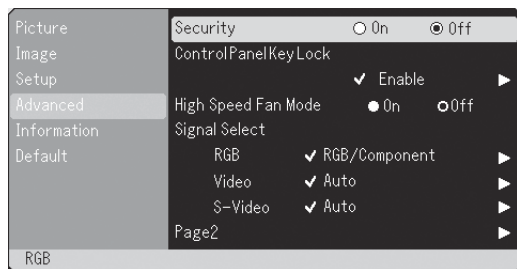 Picture
Image
Setup
Advanced
Information
Default
Security On Off
ControlPanelKeyLock
Enable
High Speed Fan Mode On Off
Signal Select
RGB RGB/Component
Video Auto
S-Video Auto
Page2
RGB